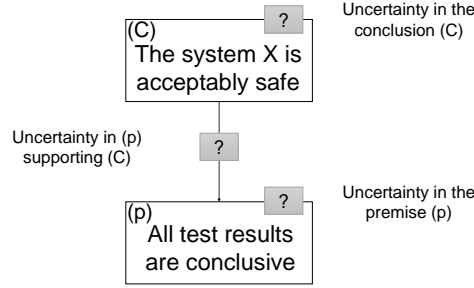 ?
Uncertainty in the
conclusion (C)
(C)
The system X is
acceptably safe
Uncertainty in (p)
supporting (C)
?
?
Uncertainty in the
premise (p)
(p)
All test results
are conclusive